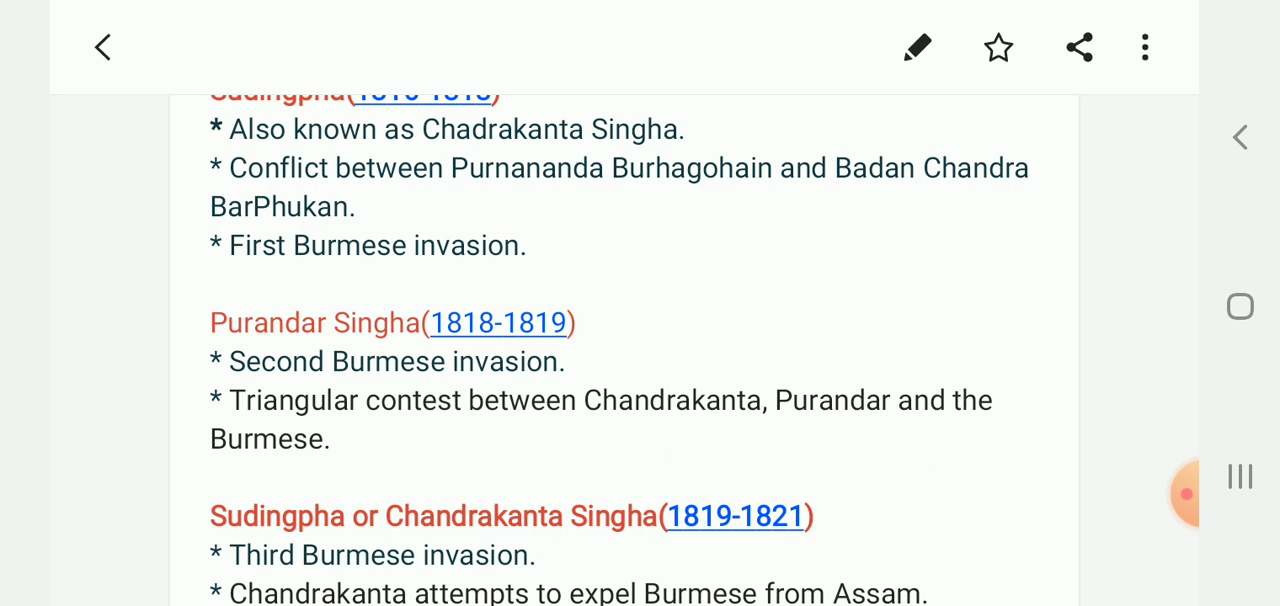 Sudingpha(
* Also known as Chadrakanta Singha.
* Conflict between Purnananda Burhagohain and Badan Chandra
BarPhukan.
* First Burmese invasion.
Purandar Singha(1818-1819)
* Second Burmese invasion.
* Triangular contest between Chandrakanta, Purandar and the
Burmese.
Sudingpha or Chandrakanta Singha(1819-1821)
* Third Burmese invasion.
* Chandrakanta attempts to expel Burmese from Assam.